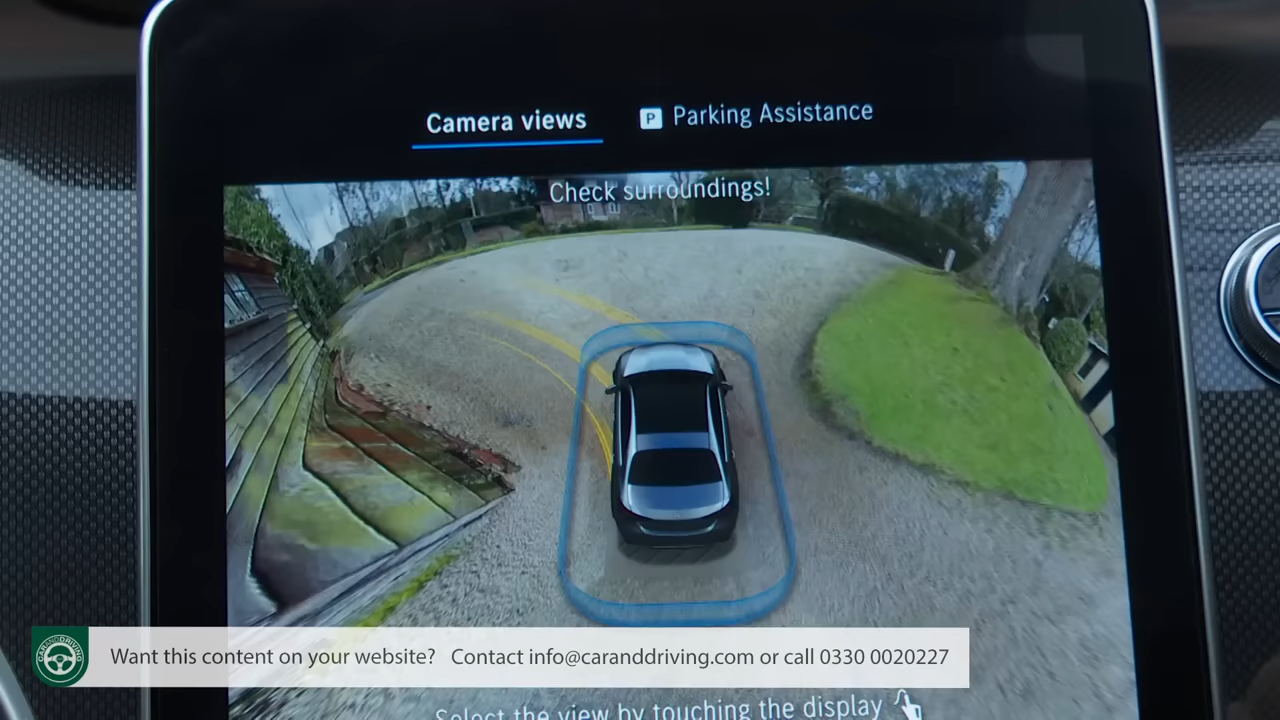 Camera views
P Parking Assistance
Check surroundings!
CARANDDRIVING
Want this content on your website? Contact info@caranddriving.com or call 0330 0020227
Select the view by touching the display